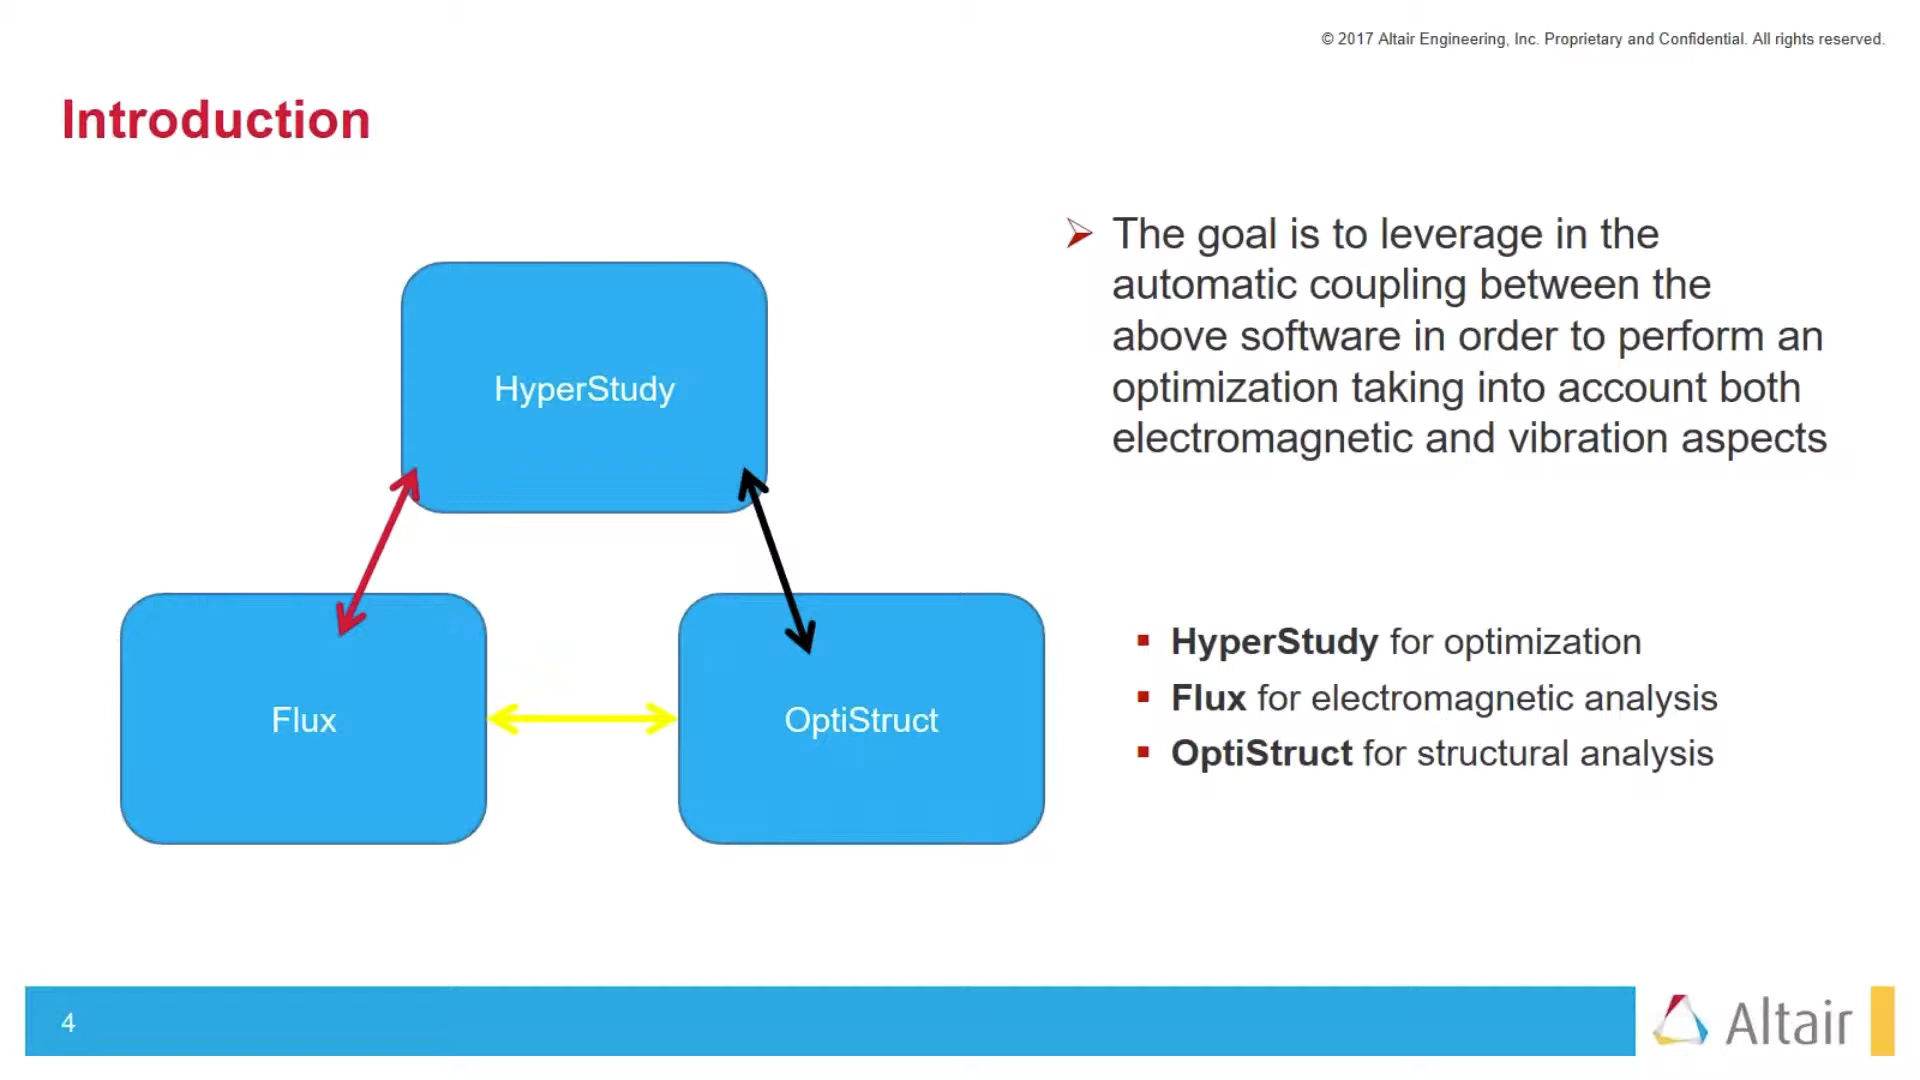 © 2017 Altair Engineering, Inc. Proprietary and Confidential. All rights reserved.
Introduction
The goal is to leverage in the
automatic coupling between the
above software in order to perform an
optimization taking into account both
electromagnetic and vibration aspects
HyperStudy
Flux
OptiStruct
HyperStudy for optimization
Flux for electromagnetic analysis
OptiStruct for structural analysis
4
Altair